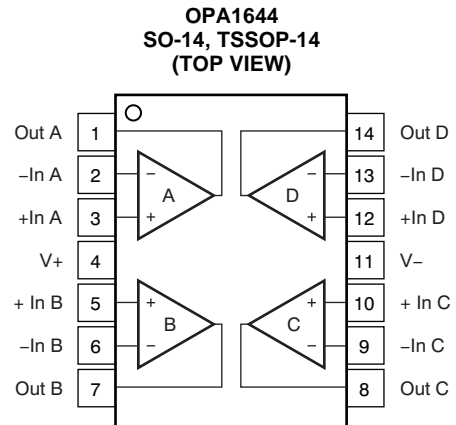 OPA1644
SO-14, TSSOP-14
(TOP VIEW)
Out A 1 14 Out D
−In A 2 − − 13 −In D
A D
+In A 3 + + 12 +In D
V+ 4 11 V−
+ In B 5 + + 10 + In C
B C
−In B 6 − − 9 −In C
Out B 7 8 Out C